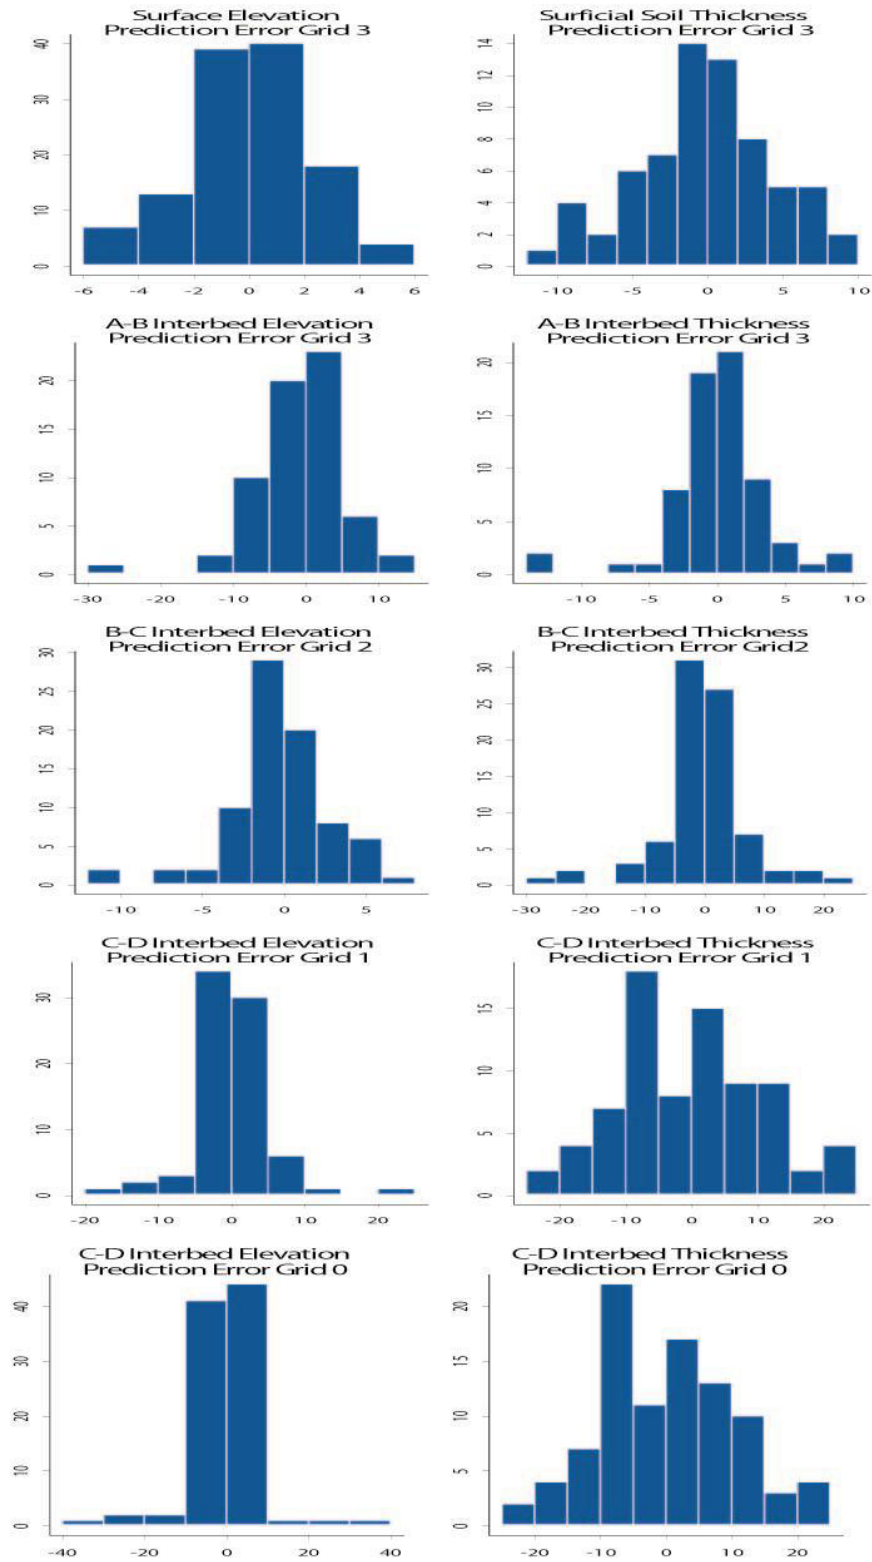 Surface Elevation
Prediction Error Grid 3
40
30
20
10
0
-6 -4 -2 0 2 4 6
Surficial Soil Thickness
Prediction Error Grid 3
14
12
10
8
6
4
2
0
-10 -5 0 5 10
A-B Interbed Elevation
Prediction Error Grid 3
20
15
10
5
0
-30 -20 -10 0 10
A-B Interbed Thickness
Prediction Error Grid 3
20
15
10
5
0
-10 -5 0 5 10
B-C Interbed Elevation
Prediction Error Grid 2
30
25
20
15
10
5
0
-10 -5 0 5
B-C Interbed Thickness
Prediction Error Grid2
30
25
20
15
10
5
0
-30 -20 -10 0 10 20
C-D Interbed Elevation
Prediction Error Grid 1
30
20
10
0
-20 -10 0 10 20
C-D Interbed Thickness
Prediction Error Grid 1
15
10
5
0
-20 -10 0 10 20
C-D Interbed Elevation
Prediction Error Grid 0
40
30
20
10
0
-40 -20 0 20 40
C-D Interbed Thickness
Prediction Error Grid 0
20
15
10
5
0
-20 -10 0 10 20